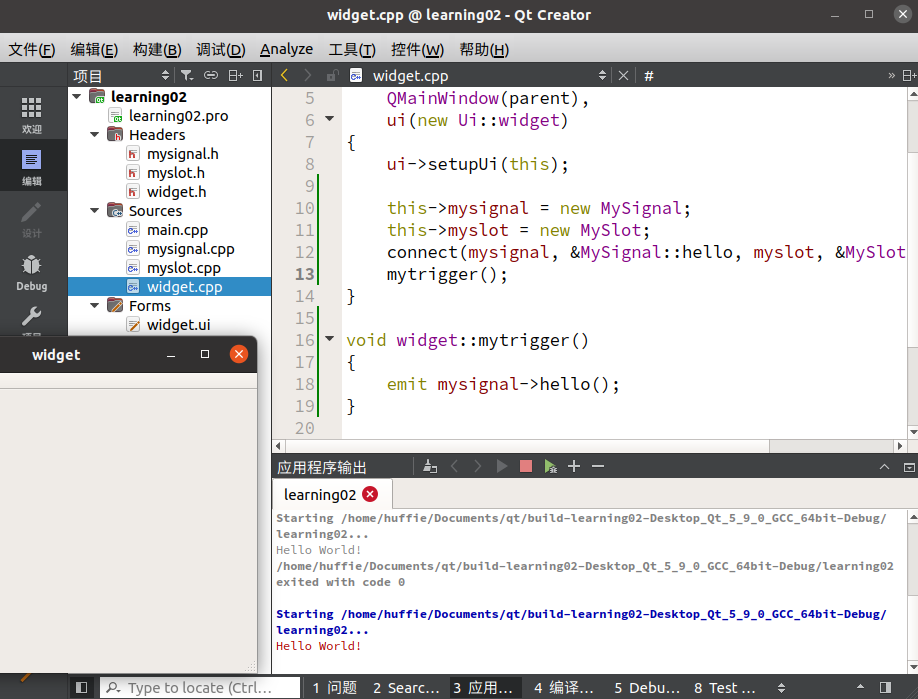 widget.cpp @ learning02 - Qt Creator
文件(F) 编辑(E) 构建(B) 调试(D) Analyze 工具(T) 控件(W) 帮助(H)
项目
widget.cpp
#
欢迎
编辑
设计
Debug
learning02
learning02.pro
Headers
mysignal.h
myslot.h
widget.h
Sources
main.cpp
mysignal.cpp
myslot.cpp
widget.cpp
Forms
widget.ui
5 QMainWindow(parent),
6 ui(new Ui::widget)
7 {
8 ui->setupUi(this);
9
10 this->mysignal = new MySignal;
11 this->myslot = new MySlot;
12 connect(mysignal, &MySignal::hello, myslot, &MySlot
13 mytrigger();
14 }
15
16 void widget::mytrigger()
17 {
18 emit mysignal->hello();
19 }
20
widget
应用程序输出
learning02
Starting /home/huffie/Documents/qt/build-learning02-Desktop_Qt_5_9_0_GCC_64bit-Debug/
learning02...
Hello World!
/home/huffie/Documents/qt/build-learning02-Desktop_Qt_5_9_0_GCC_64bit-Debug/learning02
exited with code 0
Starting /home/huffie/Documents/qt/build-learning02-Desktop_Qt_5_9_0_GCC_64bit-Debug/
learning02...
Hello World!
Type to locate (Ctrl... 1 问题 2 Searc... 3 应用... 4 编译... 5 Debu... 8 Test ...